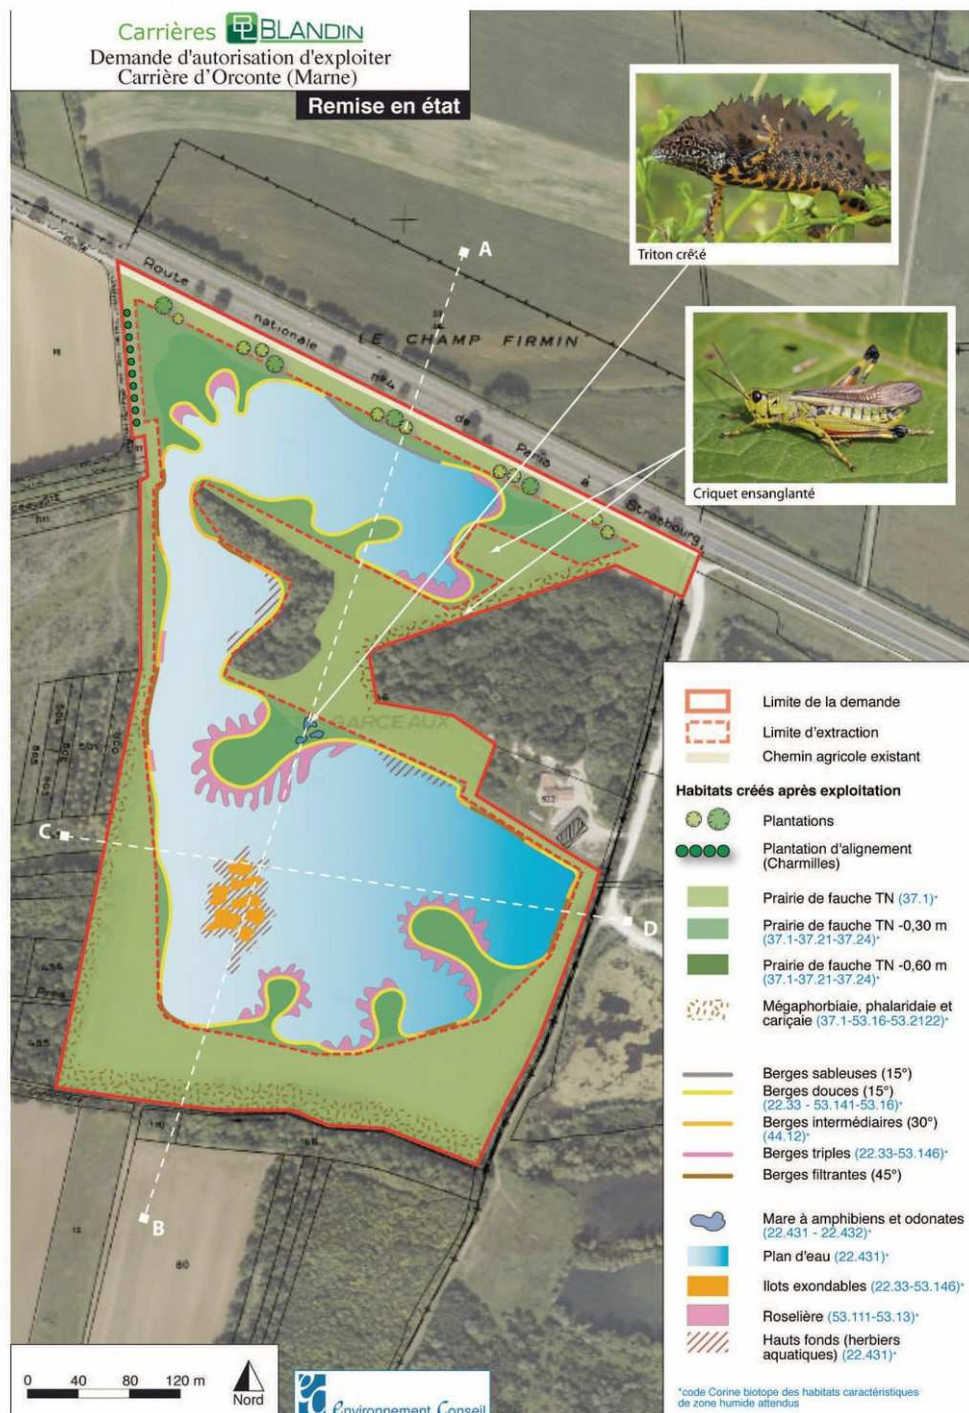 Carrières BLANDIN
Demande d'autorisation d'exploiter
Carrière d'Orconte (Marne)
Remise en état
Triton crêté
A
Route nationale n°4 de Paris à Strasbourg
LE CHAMP FIRMIN
Criquet ensanglanté
GARCEAUX
C
D
B
80
Limite de la demande
Limite d'extraction
Chemin agricole existant
Habitats créés après exploitation
Plantations
Plantation d'alignement
(Charmilles)
Prairie de fauche TN (37.1)*
Prairie de fauche TN -0,30 m
(37.1-37.21-37.24)*
Prairie de fauche TN -0,60 m
(37.1-37.21-37.24)*
Mégaphorbiaie, phalaridaie et
cariçaie (37.1-53.16-53.2122)*
Berges sableuses (15°)
Berges douces (15°)
(22.33 - 53.141-53.16)*
Berges intermédiaires (30°)
(44.12)*
Berges triples (22.33-53.146)*
Berges filtrantes (45°)
Mare à amphibiens et odonates
(22.431 - 22.432)*
Plan d'eau (22.431)*
Ilots exondables (22.33-53.146)*
Roselière (53.111-53.13)*
Hauts fonds (herbiers
aquatiques) (22.431)*
*code Corine biotope des habitats caractéristiques
de zone humide attendus
0 40 80 120 m
Nord
environnement Conseil